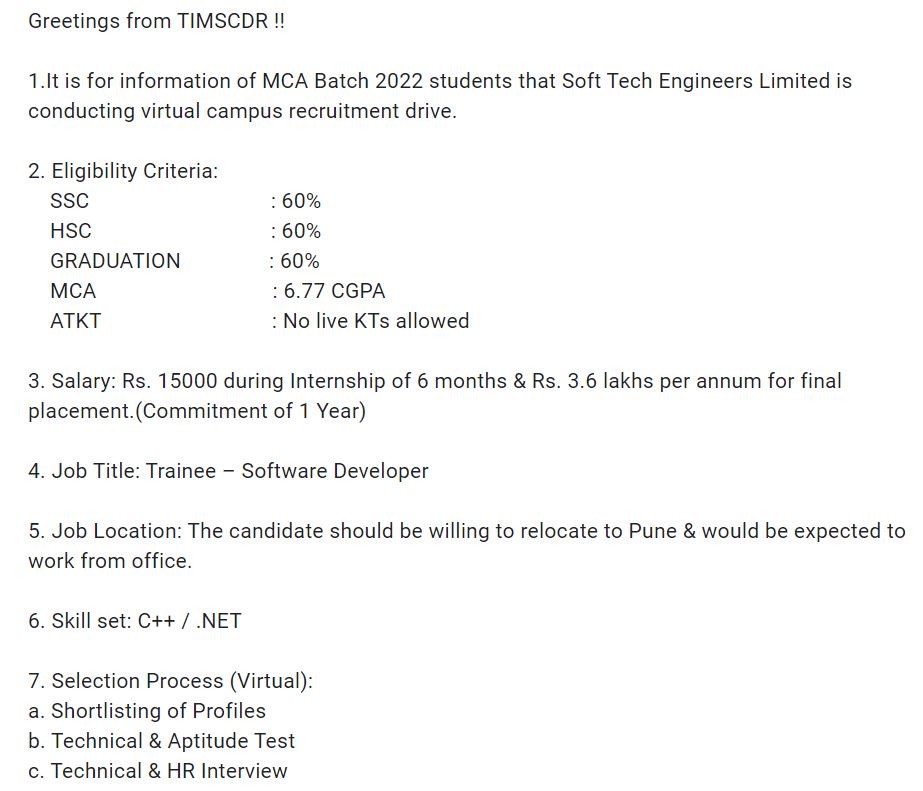 Greetings from TIMSCDR !!
1.It is for information of MCA Batch 2022 students that Soft Tech Engineers Limited is
conducting virtual campus recruitment drive.
2. Eligibility Criteria:
SSC : 60%
HSC : 60%
GRADUATION : 60%
MCA : 6.77 CGPA
ATKT : No live KTs allowed
3. Salary: Rs. 15000 during Internship of 6 months & Rs. 3.6 lakhs per annum for final
placement.(Commitment of 1 Year)
4. Job Title: Trainee – Software Developer
5. Job Location: The candidate should be willing to relocate to Pune & would be expected to
work from office.
6. Skill set: C++ / .NET
7. Selection Process (Virtual):
a. Shortlisting of Profiles
b. Technical & Aptitude Test
c. Technical & HR Interview